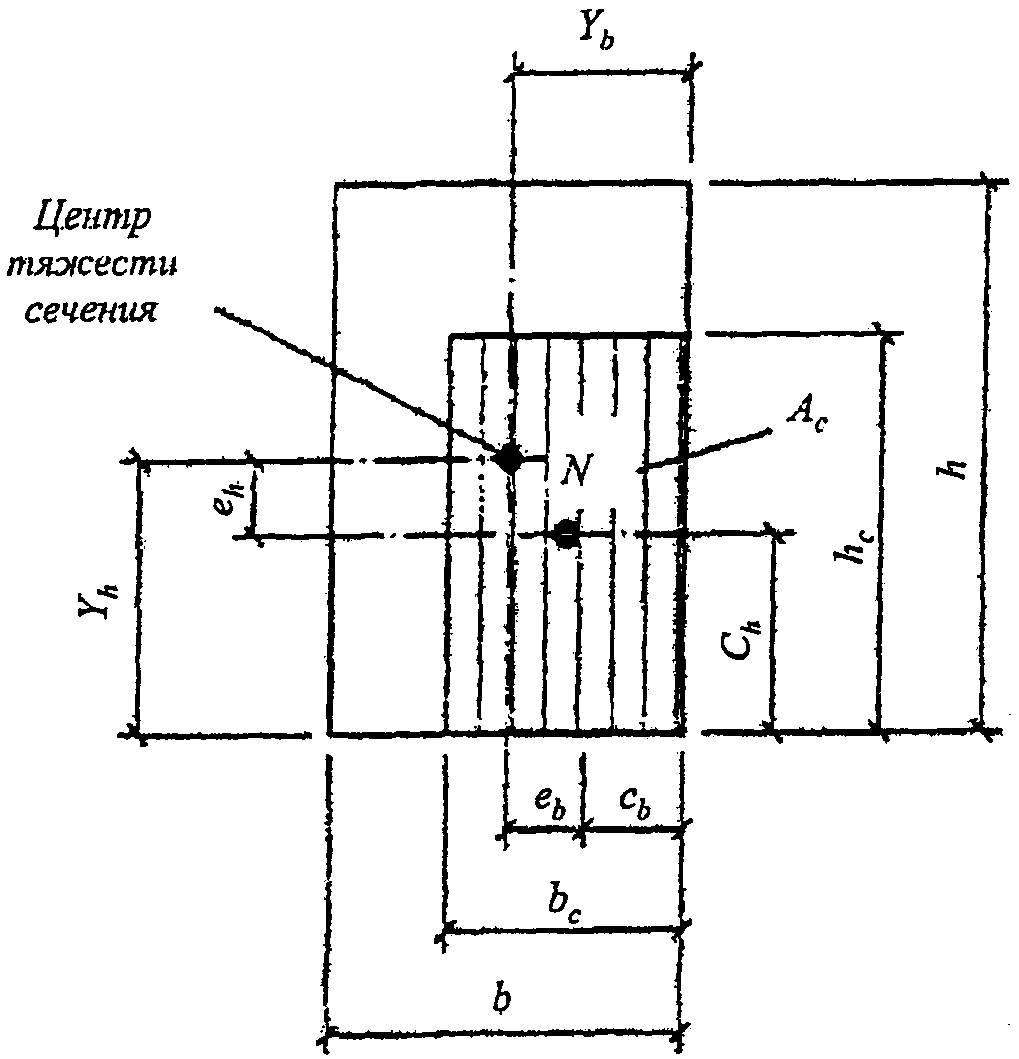 Y_b
Центр
тяжести
сечения
A_c
N
h
e_h
h_c
Y_h
C_h
e_b
c_b
b_c
b